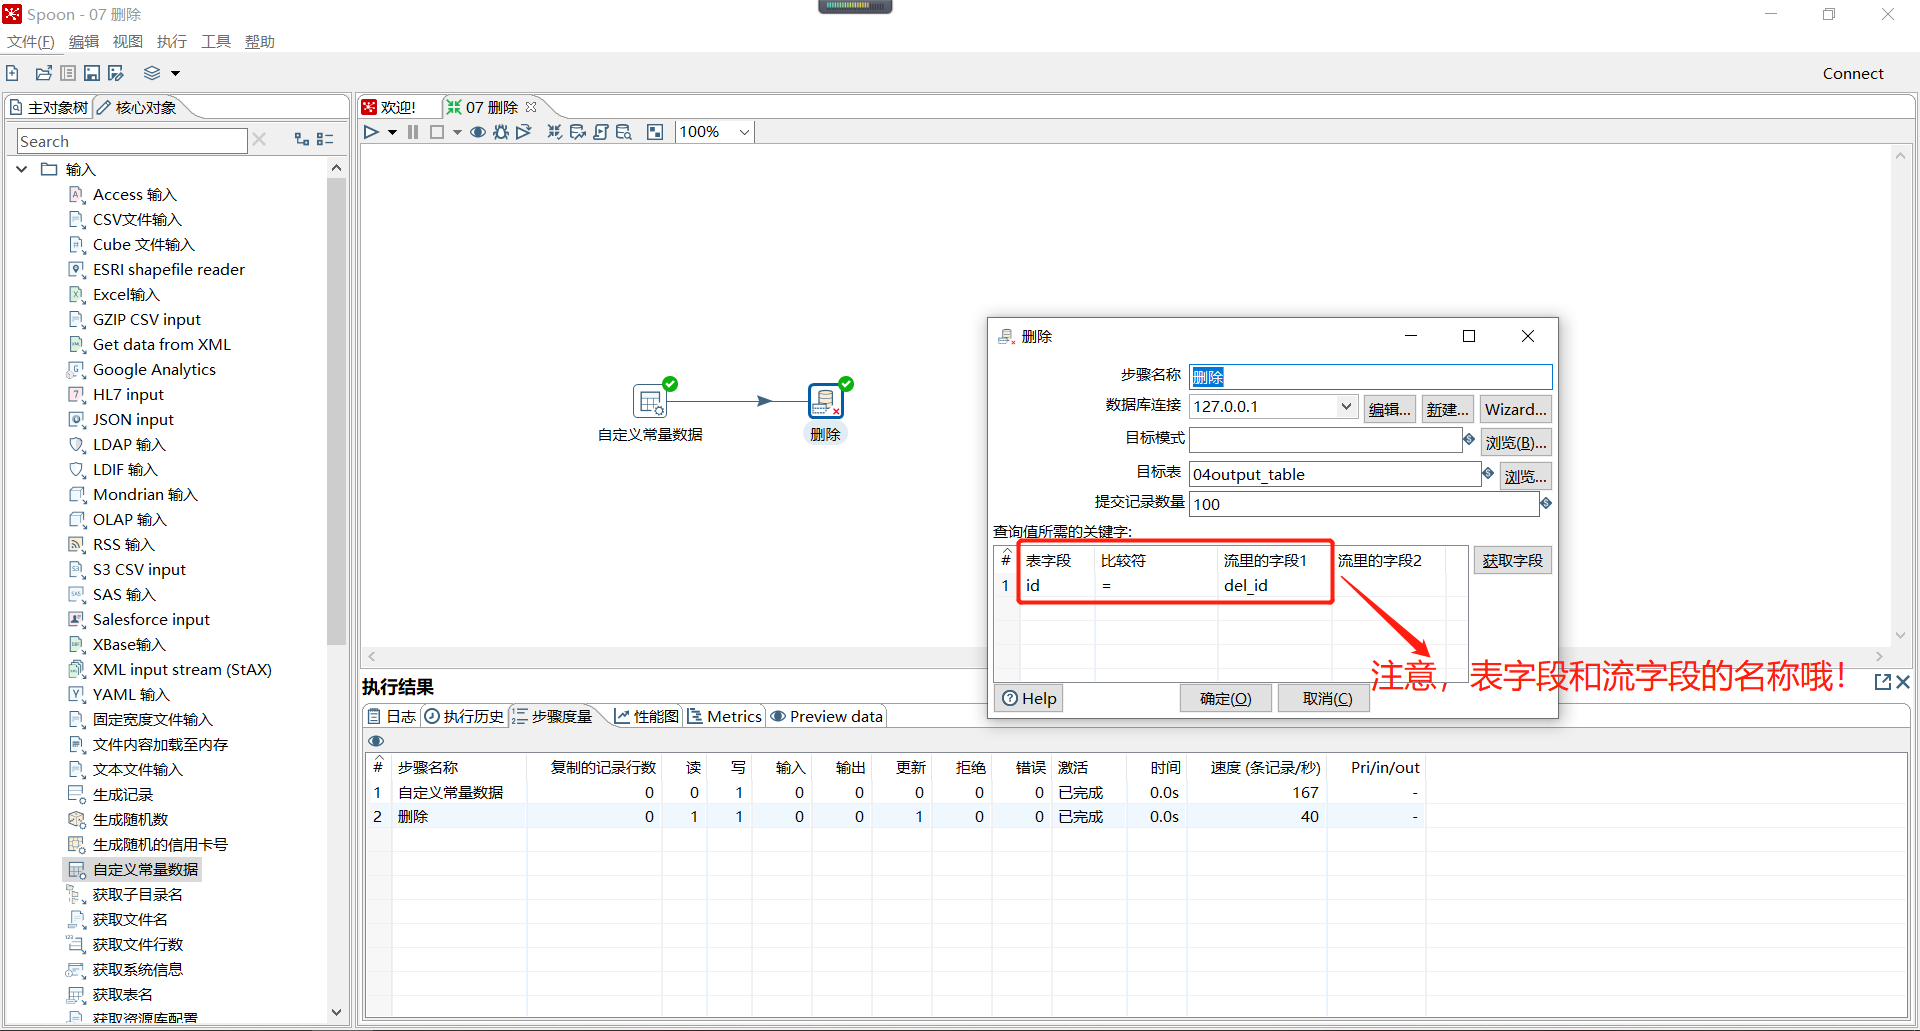 Spoon - 07 删除
文件(F) 编辑 视图 执行 工具 帮助
Connect
主对象树 核心对象
Search
输入
Access 输入
CSV文件输入
Cube 文件输入
ESRI shapefile reader
Excel输入
GZIP CSV input
Get data from XML
Google Analytics
HL7 input
JSON input
LDAP 输入
LDIF 输入
Mondrian 输入
OLAP 输入
RSS 输入
S3 CSV input
SAS 输入
Salesforce input
XBase输入
XML input stream (StAX)
YAML 输入
固定宽度文件输入
文件内容加载至内存
文本文件输入
生成记录
生成随机数
生成随机的信用卡号
自定义常量数据
获取子目录名
获取文件名
获取文件行数
获取系统信息
获取表名
获取资源库配置
欢迎! 07 删除
100%
自定义常量数据 删除
删除
步骤名称 删除
数据库连接 127.0.0.1 编辑... 新建... Wizard...
目标模式 浏览(B)...
目标表 04output_table 浏览...
提交记录数量 100
查询值所需的关键字:
# 表字段 比较符 流里的字段1 流里的字段2 获取字段
1 id = del_id
注意，表字段和流字段的名称哦！
Help 确定(O) 取消(C)
执行结果
日志 执行历史 步骤度量 性能图 Metrics Preview data
# 步骤名称 复制的记录行数 读 写 输入 输出 更新 拒绝 错误 激活 时间 速度 (条记录/秒) Pri/in/out
1 自定义常量数据 0 0 1 0 0 0 0 0 已完成 0.0s 167 -
2 删除 0 1 1 0 0 1 0 0 已完成 0.0s 40 -